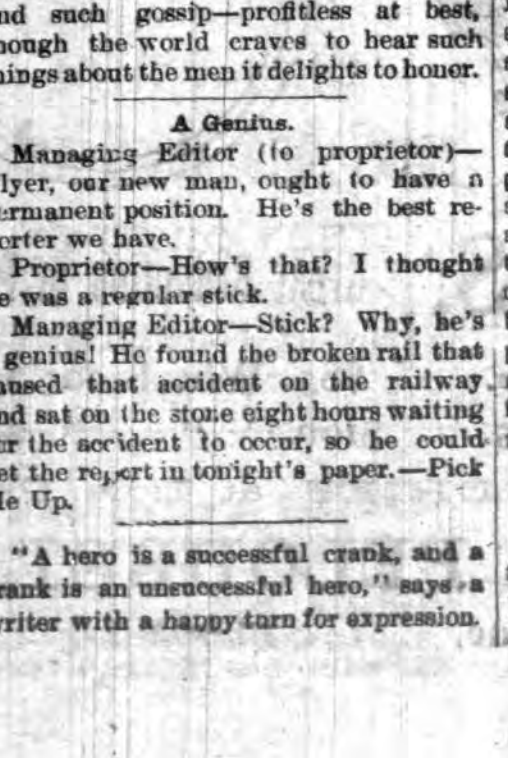 nd such gossip—profitless at best,
hough the world craves to hear such
hings about the men it delights to honor.
A Genius.
Managing Editor (to proprietor)—
lyer, our new man, ought to have a
ermanent position. He's the best re-
orter we have.
Proprietor—How's that? I thought
e was a regular stick.
Managing Editor—Stick? Why, he's
genius! He found the broken rail that
aused that accident on the railway
nd sat on the stone eight hours waiting
or the accident to occur, so he could
et the report in tonight's paper.—Pick
Me Up.
"A hero is a successful crank, and a
rank is an unsuccessful hero," says a
writer with a happy turn for expression.